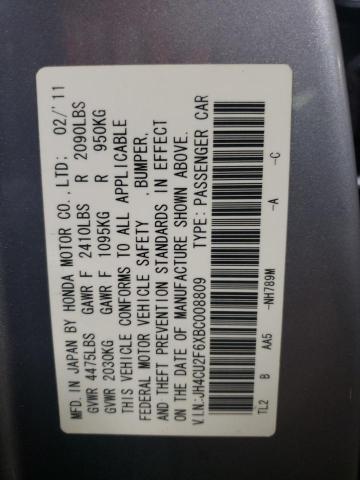 MFD. IN JAPAN BY HONDA MOTOR CO., LTD; 02/'11
GVWR 4475LBS GAWR F 2410LBS R 2090LBS
GVWR 2030KG GAWR F 1095KG R 950KG
THIS VEHICLE CONFORMS TO ALL APPLICABLE
FEDERAL MOTOR VEHICLE SAFETY , BUMPER,
AND THEFT PREVENTION STANDARDS IN EFFECT
ON THE DATE OF MANUFACTURE SHOWN ABOVE.
V.I.N.:JH4CU2F6XBC008809 TYPE: PASSENGER CAR
TL2 B AA5 -NH789M -A -C